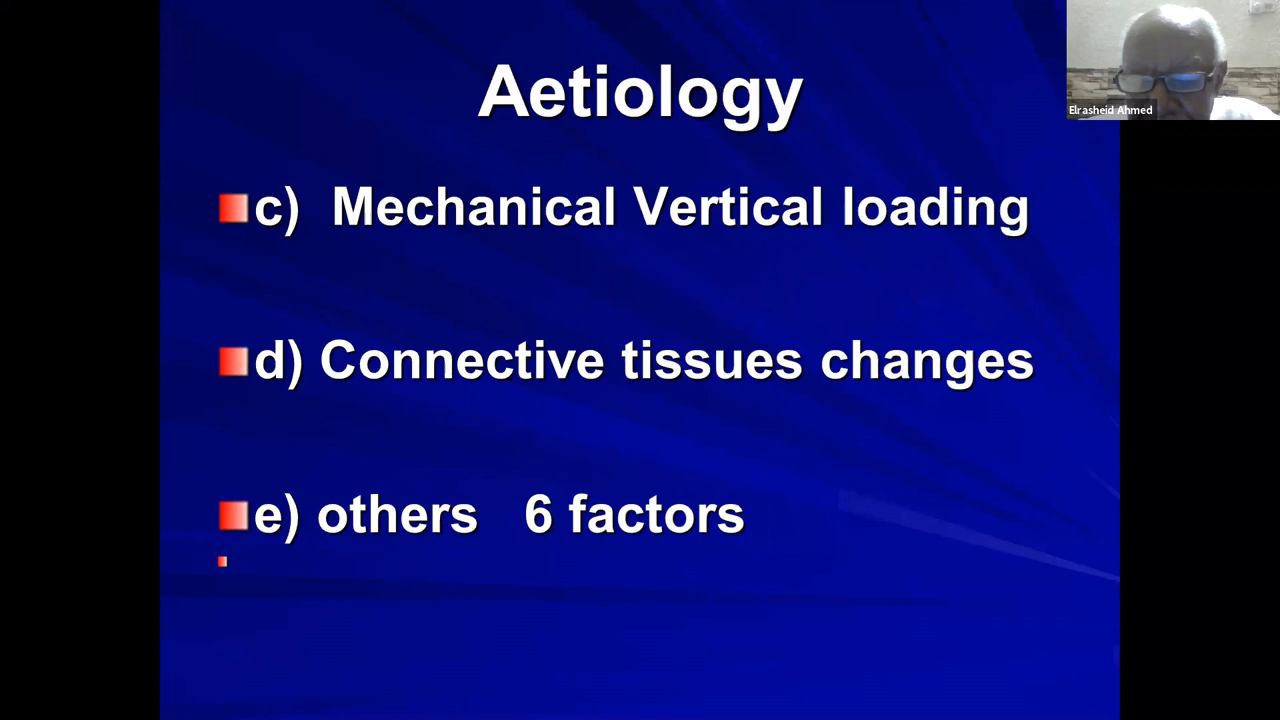 Aetiology
c) Mechanical Vertical loading
d) Connective tissues changes
e) others 6 factors
Elrasheid Ahmed